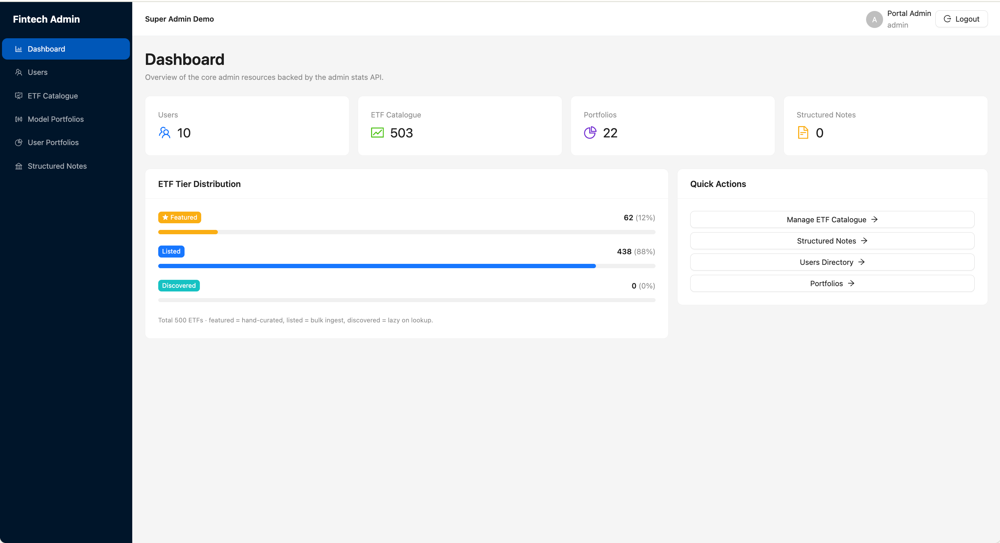 Fintech Admin
Dashboard
Users
ETF Catalogue
Model Portfolios
User Portfolios
Structured Notes
Super Admin Demo
A
Portal Admin
admin
Logout
Dashboard
Overview of the core admin resources backed by the admin stats API.
Users
10
ETF Catalogue
503
Portfolios
22
Structured Notes
0
ETF Tier Distribution
Featured 62 (12%)
Listed 438 (88%)
Discovered 0 (0%)
Total 500 ETFs · featured = hand-curated, listed = bulk ingest, discovered = lazy on lookup.
Quick Actions
Manage ETF Catalogue →
Structured Notes →
Users Directory →
Portfolios →